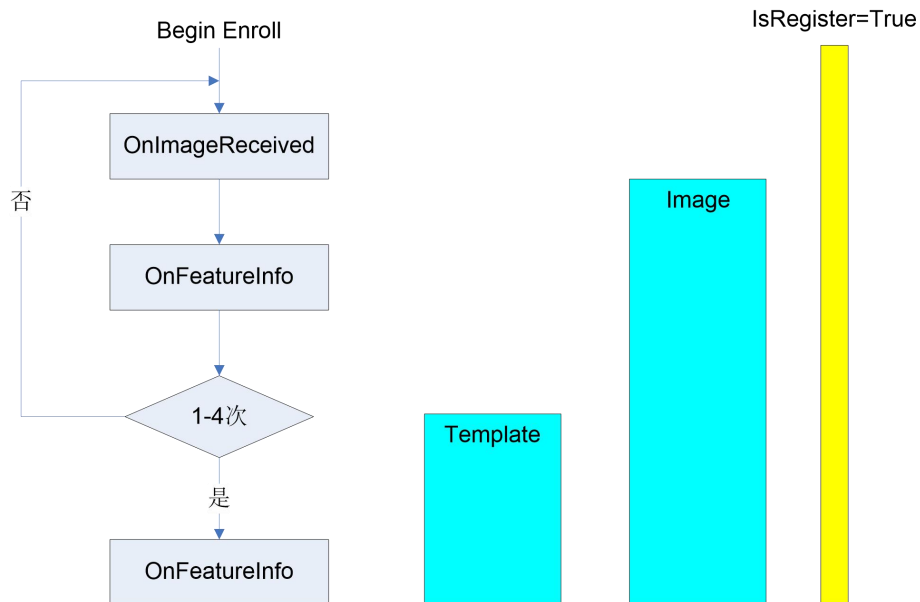 Begin Enroll
IsRegister=True
OnImageReceived
否
Image
OnFeatureInfo
1-4次
Template
是
OnFeatureInfo